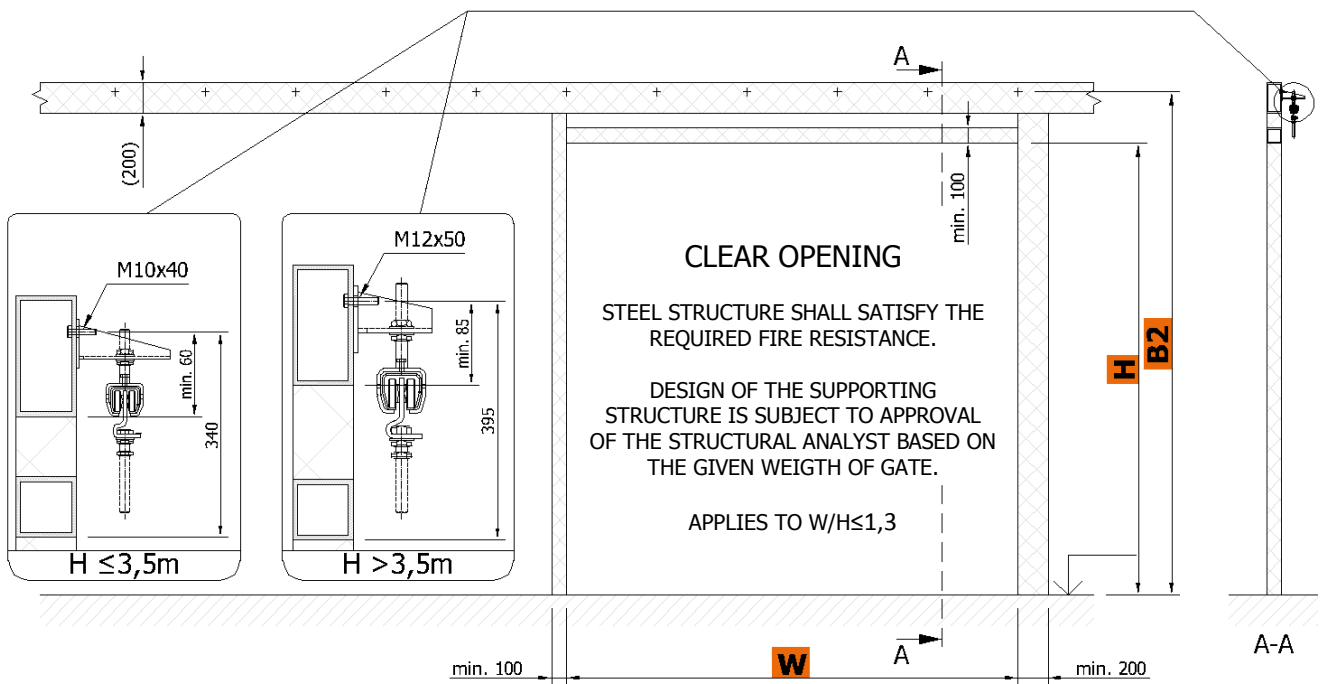 A
(200)
min. 100
M10x40
min. 60
340
H ≤3,5m
M12x50
min. 85
395
H >3,5m
CLEAR OPENING
STEEL STRUCTURE SHALL SATISFY THE
REQUIRED FIRE RESISTANCE.
DESIGN OF THE SUPPORTING
STRUCTURE IS SUBJECT TO APPROVAL
OF THE STRUCTURAL ANALYST BASED ON
THE GIVEN WEIGTH OF GATE.
APPLIES TO W/H≤1,3
H
B2
A
A-A
min. 100
W
min. 200